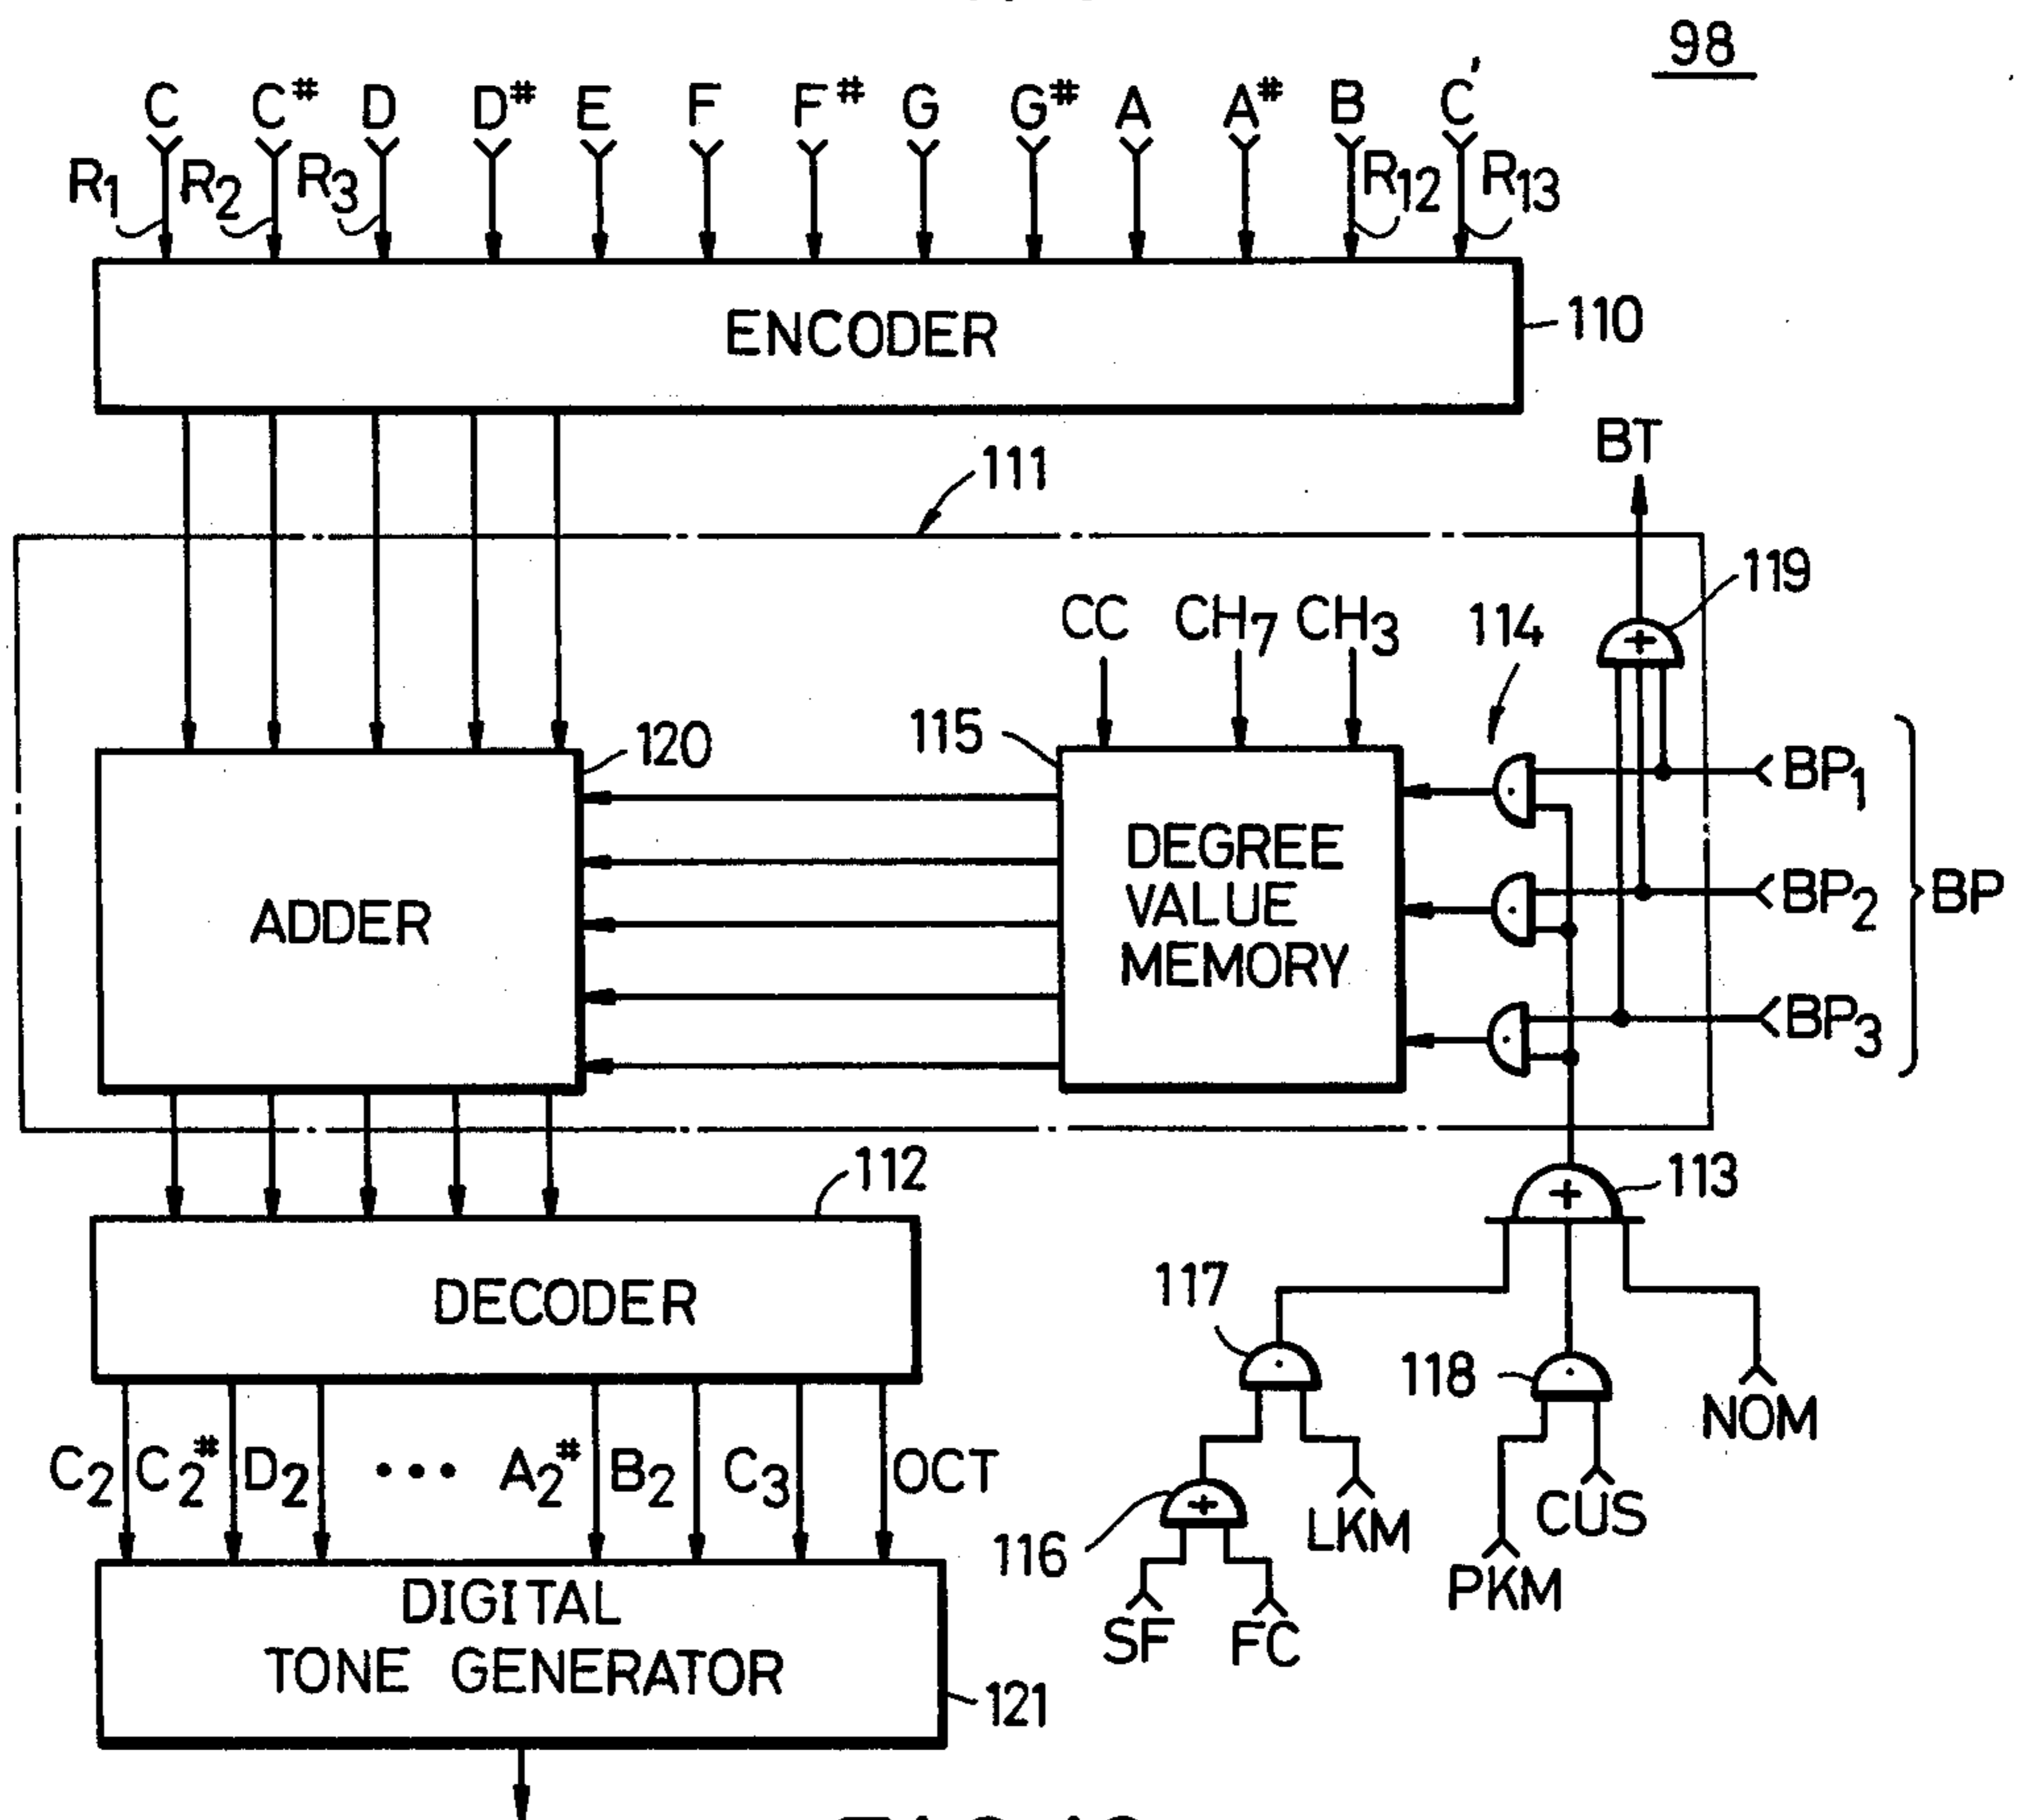 98
C C# D D# E F F# G G# A A# B C'
R1 R2 R3 R12 R13
ENCODER
110
BT
111
119
CC CH7 CH3
114
120
115
BP1
ADDER
DEGREE
VALUE
MEMORY
BP2
BP
BP3
112
113
DECODER
117
118
NOM
C2 C2# D2 ••• A2# B2 C3 OCT
CUS
LKM
116
PKM
SF FC
DIGITAL
TONE GENERATOR
121